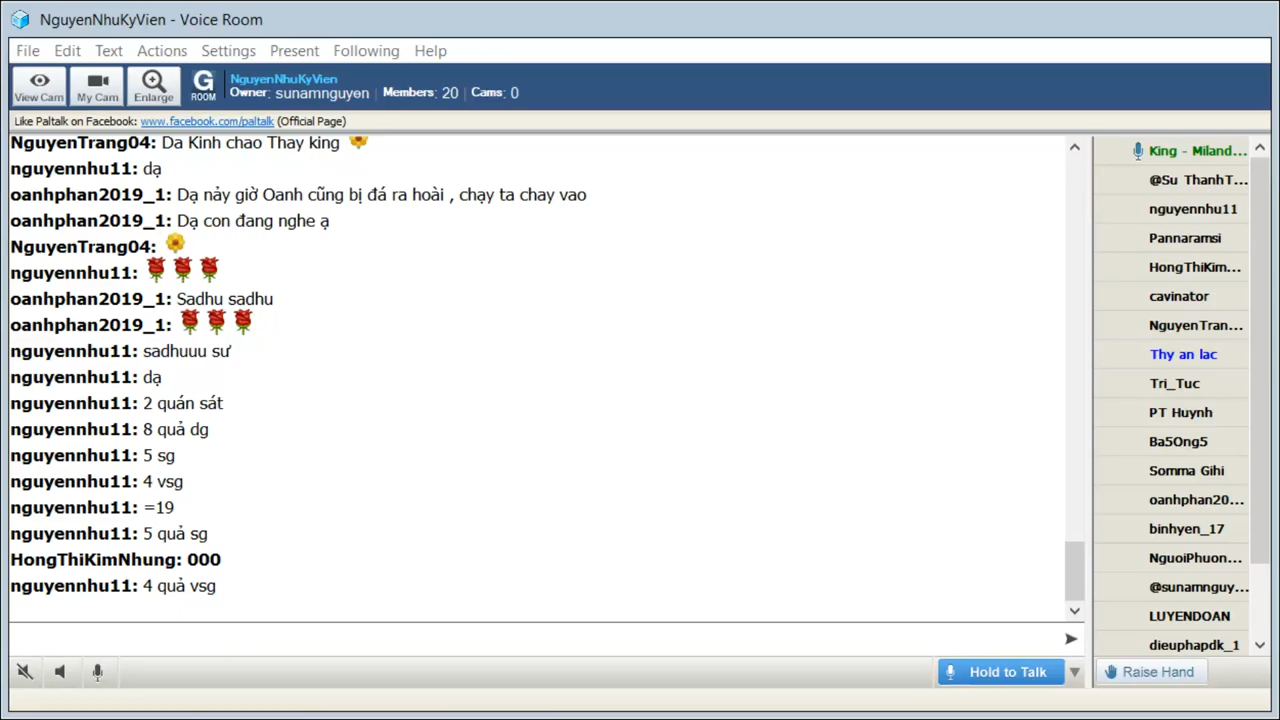 NguyenNhuKyVien - Voice Room
File Edit Text Actions Settings Present Following Help
View Cam My Cam Enlarge G ROOM
NguyenNhuKyVien
Owner: sunamnguyen | Members: 20 | Cams: 0
Like Paltalk on Facebook: www.facebook.com/paltalk (Official Page)
NguyenTrang04: Da Kinh chao Thay king
nguyennhu11: dạ
oanhphan2019_1: Dạ nảy giờ Oanh cũng bị đá ra hoài , chạy ta chay vao
oanhphan2019_1: Dạ con đang nghe ạ
NguyenTrang04:
nguyennhu11:
oanhphan2019_1: Sadhu sadhu
oanhphan2019_1:
nguyennhu11: sadhuuu sư
nguyennhu11: dạ
nguyennhu11: 2 quán sát
nguyennhu11: 8 quả dg
nguyennhu11: 5 sg
nguyennhu11: 4 vsg
nguyennhu11: =19
nguyennhu11: 5 quả sg
HongThiKimNhung: 000
nguyennhu11: 4 quả vsg
King - Miland...
@Su ThanhT...
nguyennhu11
Pannaramsi
HongThiKim...
cavinator
NguyenTran...
Thy an lac
Tri_Tuc
PT Huynh
Ba5Ong5
Somma Gihi
oanhphan20...
binhyen_17
NguoiPhuon...
@sunamnguy...
LUYENDOAN
dieuphapdk_1
Hold to Talk
Raise Hand